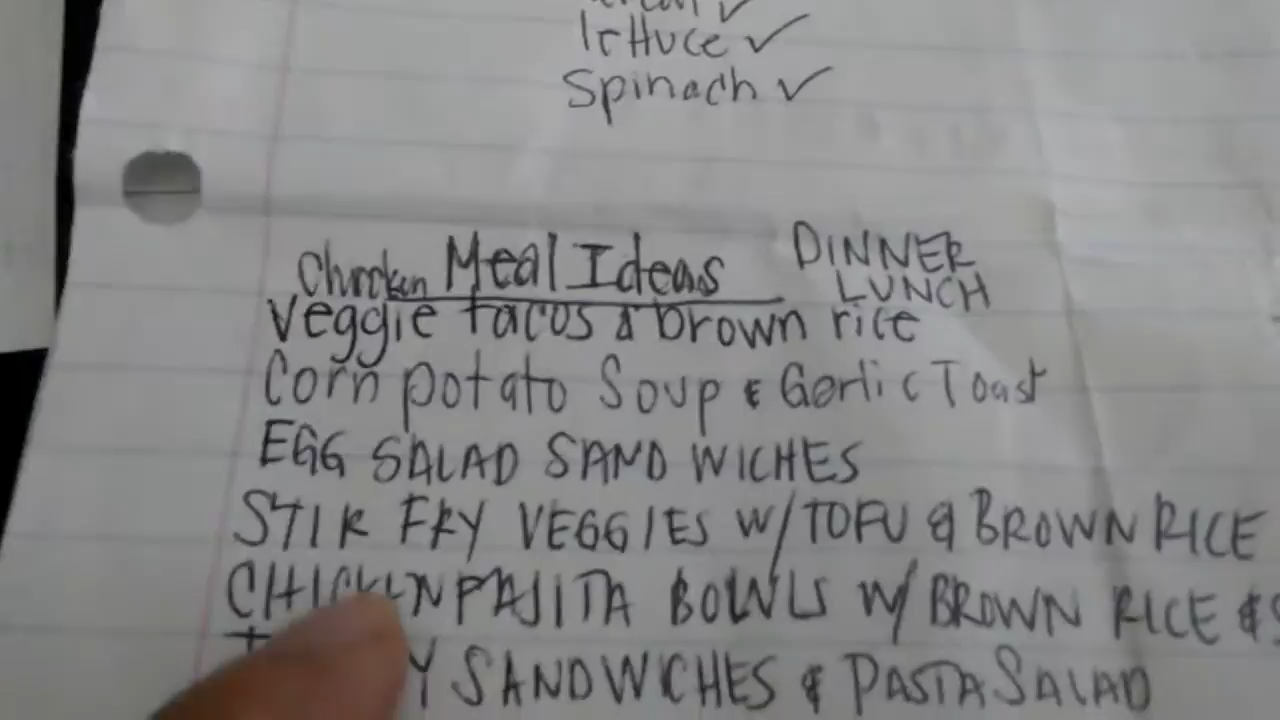 lettuce ✓
Spinach ✓
Chicken Meal Ideas DINNER
LUNCH
Veggie tacos & brown rice
Corn potato Soup & Garlic Toast
EGG SALAD SANDWICHES
STIR FRY VEGGIES W/TOFU & BROWN RICE
CHICKEN PAJITA BOWLS W/ BROWN RICE &
SANDWICHES & PASTA SALAD